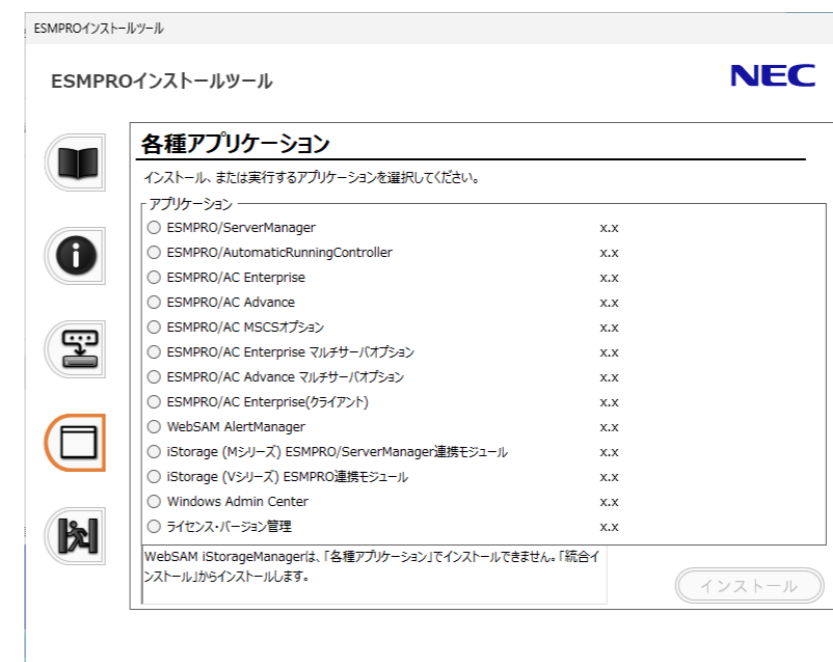 ESMPROインストールツール
ESMPROインストールツール
NEC
各種アプリケーション
インストール、または実行するアプリケーションを選択してください。
アプリケーション
ESMPRO/ServerManager x.x
ESMPRO/AutomaticRunningController x.x
ESMPRO/AC Enterprise x.x
ESMPRO/AC Advance x.x
ESMPRO/AC MSCSオプション x.x
ESMPRO/AC Enterprise マルチサーバオプション x.x
ESMPRO/AC Advance マルチサーバオプション x.x
ESMPRO/AC Enterprise(クライアント) x.x
WebSAM AlertManager x.x
iStorage (Mシリーズ) ESMPRO/ServerManager連携モジュール x.x
iStorage (Vシリーズ) ESMPRO連携モジュール x.x
Windows Admin Center x.x
ライセンス・バージョン管理 x.x
WebSAM iStorageManagerは、「各種アプリケーション」でインストールできません。「統合イ
ンストール」からインストールします。
インストール